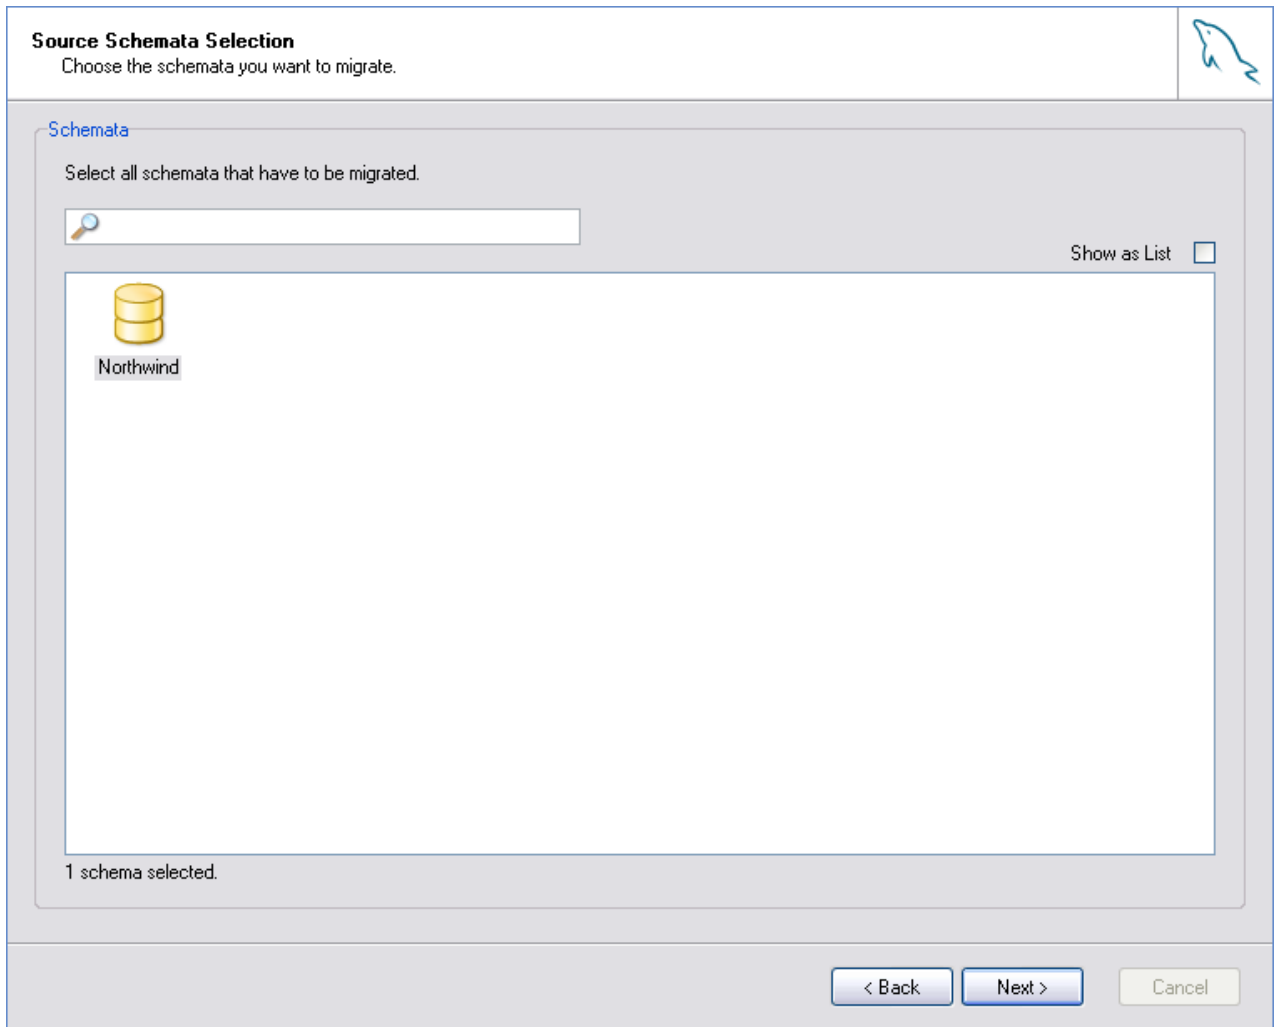 Source Schemata Selection
Choose the schemata you want to migrate.
Schemata
Select all schemata that have to be migrated.
Show as List
Northwind
1 schema selected.
< Back
Next >
Cancel